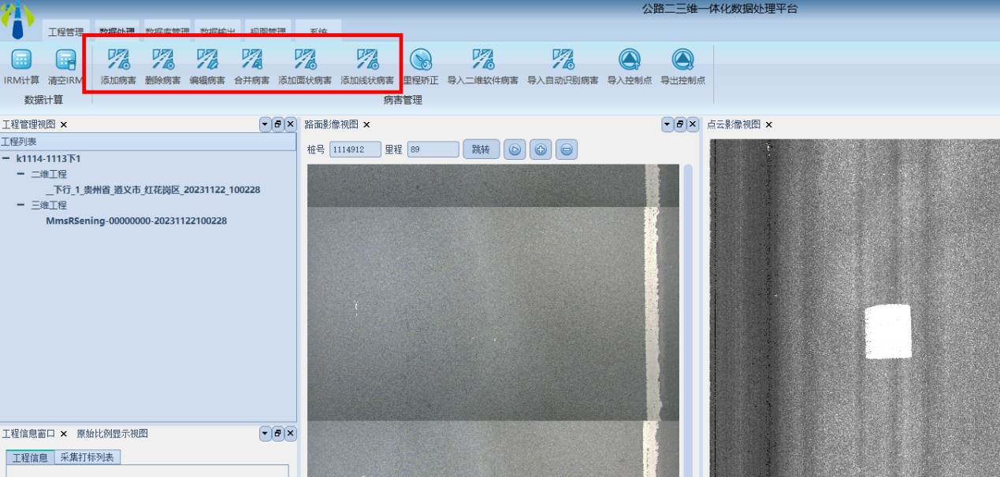 公路二三维一体化数据处理平台
工程管理 数据处理 数据库管理 数据输出 视图管理 系统
IRM计算 清空IRM 添加病害 删除病害 编辑病害 合并病害 添加面状病害 添加线状病害 里程矫正 导入二维软件病害 导入自动识别病害 导入控制点 导出控制点
数据计算 病害管理
工程管理视图 路面影像视图 点云影像视图
工程列表
桩号 1114912 里程 89 跳转
k1114-1113下1
二维工程
__下行_1_贵州省_遵义市_红花岗区_20231122_100228
三维工程
MmsRSening-00000000-20231122100228
工程信息窗口 原始比例显示视图
工程信息 采集打标列表